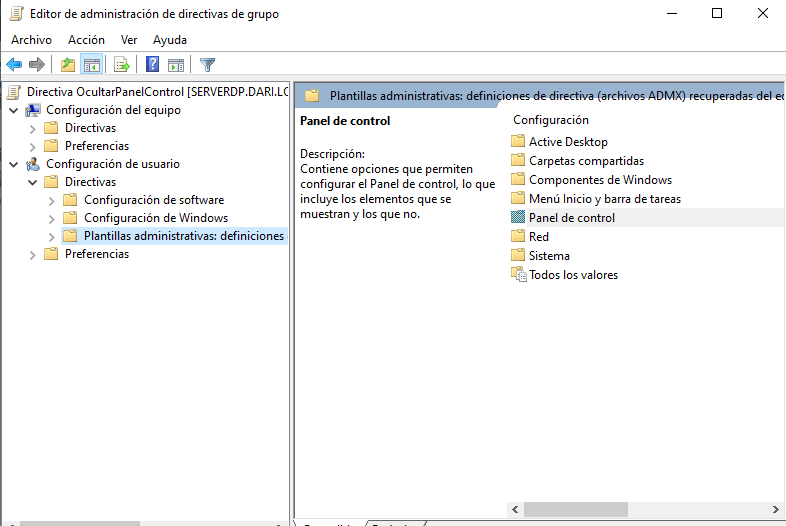 Editor de administración de directivas de grupo
Archivo Acción Ver Ayuda
Directiva OcultarPanelControl [SERVERDP.DARI.LO
Configuración del equipo
Directivas
Preferencias
Configuración de usuario
Directivas
Configuración de software
Configuración de Windows
Plantillas administrativas: definiciones
Preferencias
Plantillas administrativas: definiciones de directiva (archivos ADMX) recuperadas del eq
Panel de control
Descripción:
Contiene opciones que permiten
configurar el Panel de control, lo que
incluye los elementos que se
muestran y los que no.
Configuración
Active Desktop
Carpetas compartidas
Componentes de Windows
Menú Inicio y barra de tareas
Panel de control
Red
Sistema
Todos los valores